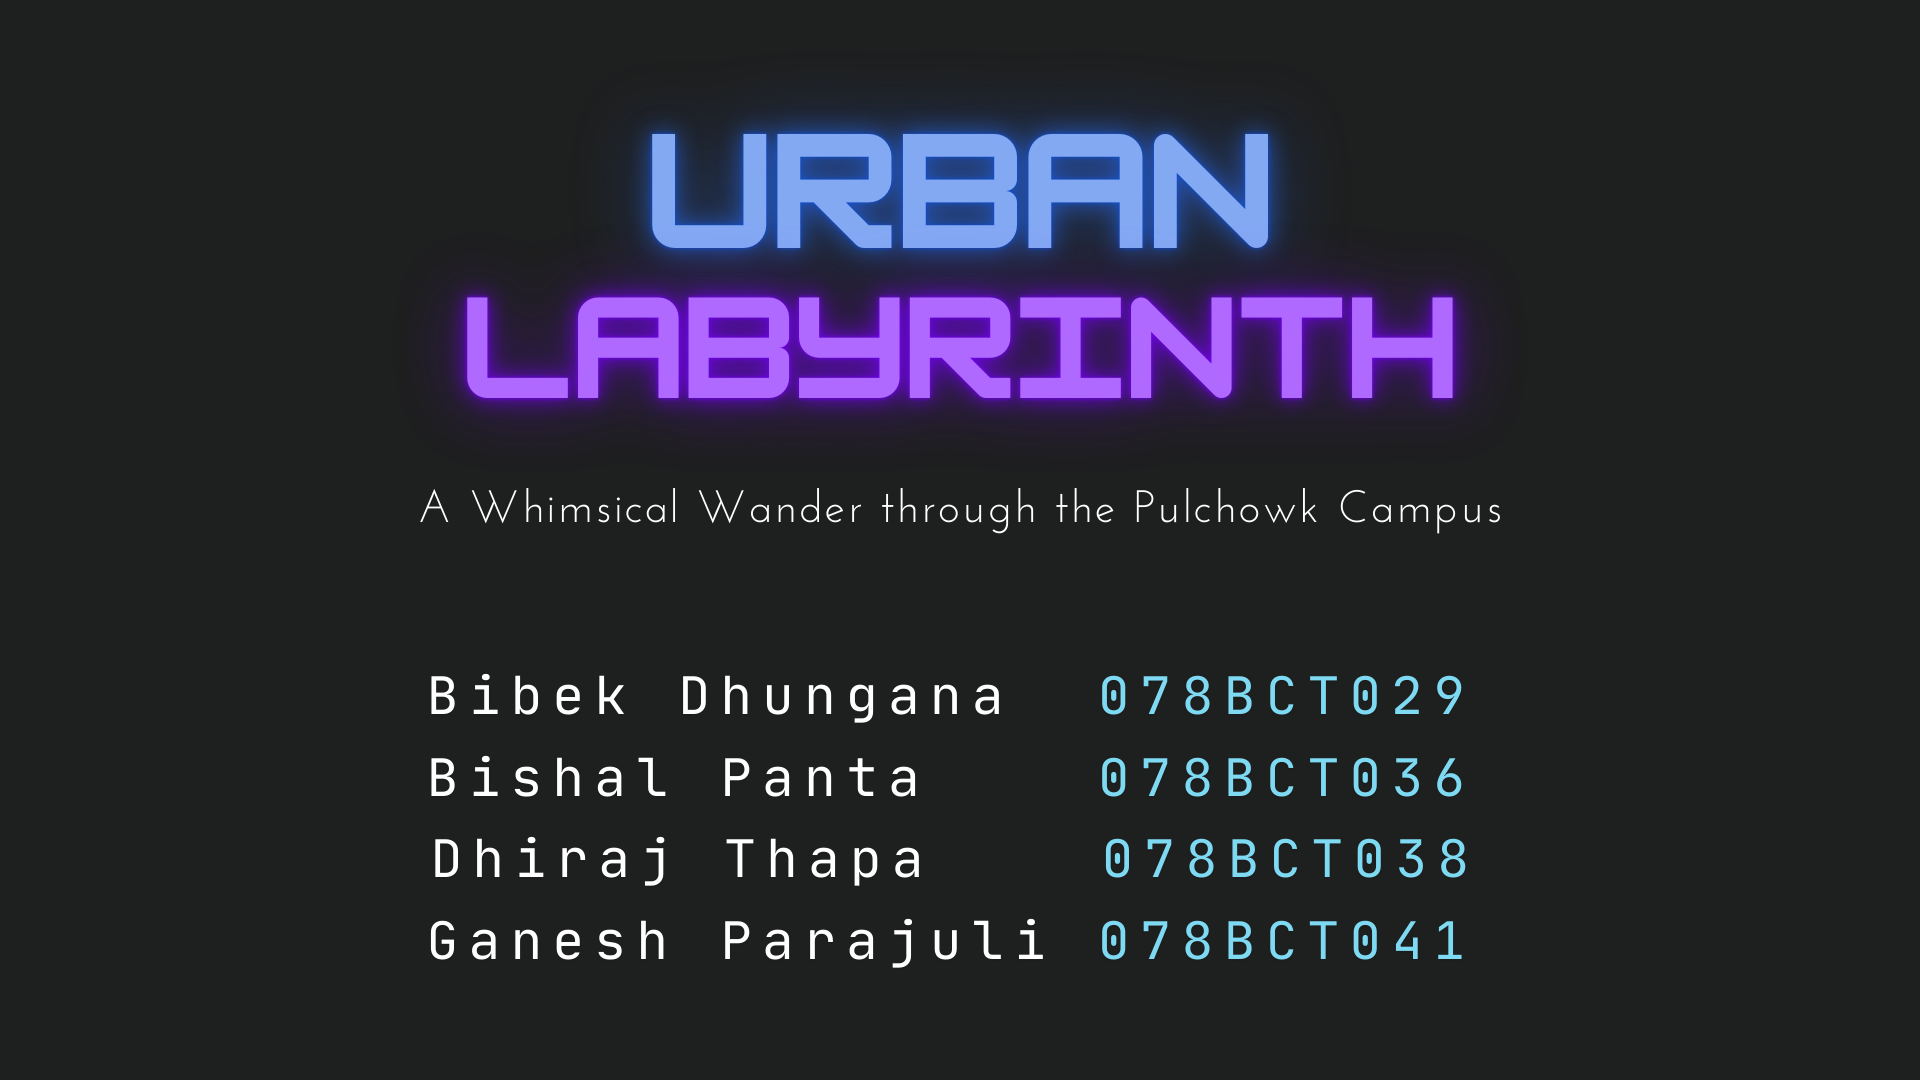 URBAN
LABYRINTH
A Whimsical Wander through the Pulchowk Campus
Bibek Dhungana 078BCT029
Bishal Panta 078BCT036
Dhiraj Thapa 078BCT038
Ganesh Parajuli 078BCT041